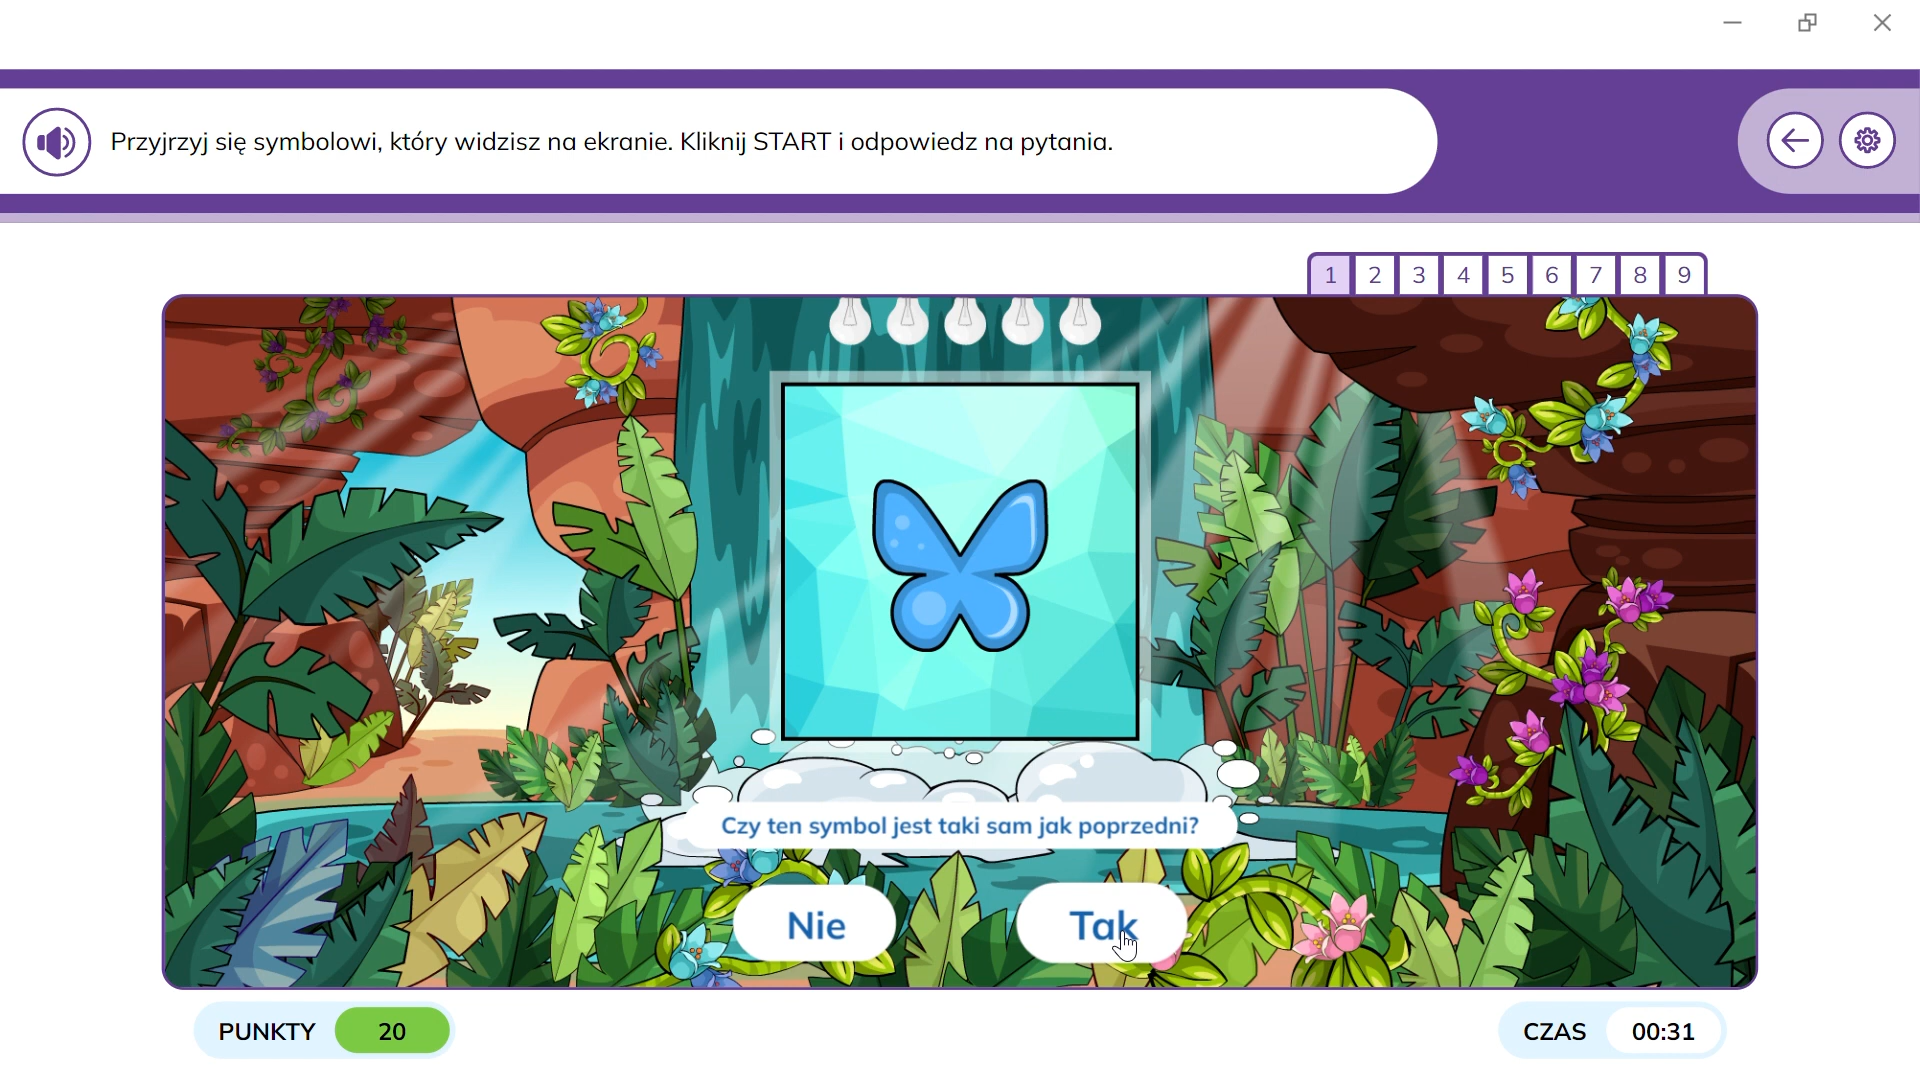 Przyjrzyj się symbolowi, który widzisz na ekranie. Kliknij START i odpowiedz na pytania.
1 2 3 4 5 6 7 8 9
Czy ten symbol jest taki sam jak poprzedni?
Nie Tak
PUNKTY 20 CZAS 00:31